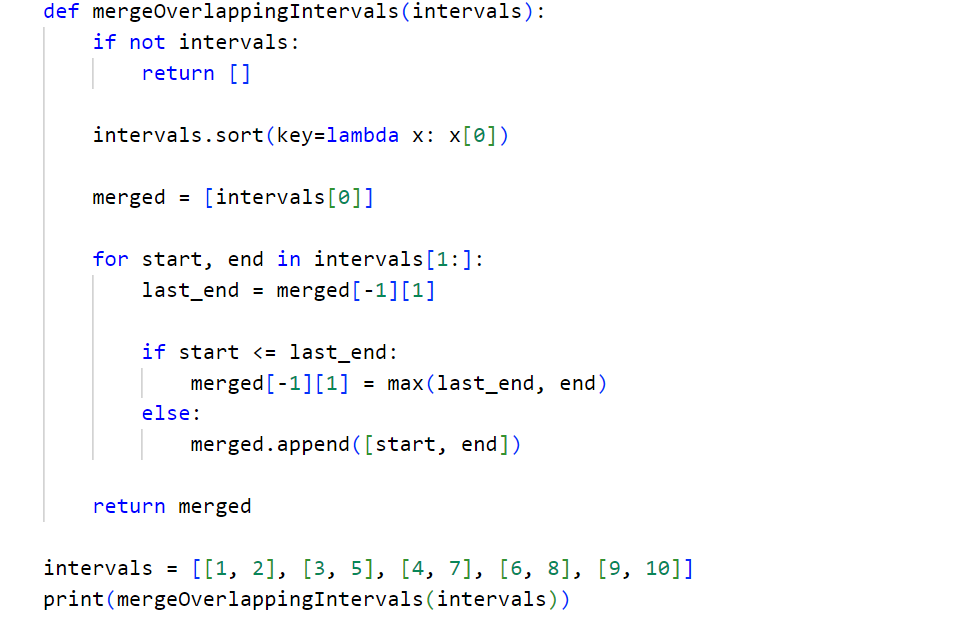 def mergeOverlappingIntervals(intervals):
    if not intervals:
        return []
    intervals.sort(key=lambda x: x[0])
    merged = [intervals[0]]
    for start, end in intervals[1:]:
        last_end = merged[-1][1]
        if start <= last_end:
            merged[-1][1] = max(last_end, end)
        else:
            merged.append([start, end])
    return merged
intervals = [[1, 2], [3, 5], [4, 7], [6, 8], [9, 10]]
print(mergeOverlappingIntervals(intervals))